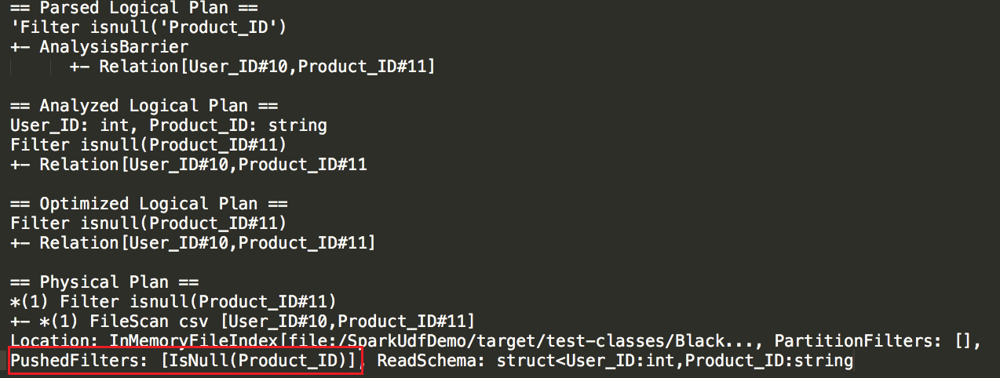 == Parsed Logical Plan ==
'Filter isnull('Product_ID')
+- AnalysisBarrier
      +- Relation[User_ID#10,Product_ID#11]

== Analyzed Logical Plan ==
User_ID: int, Product_ID: string
Filter isnull(Product_ID#11)
+- Relation[User_ID#10,Product_ID#11

== Optimized Logical Plan ==
Filter isnull(Product_ID#11)
+- Relation[User_ID#10,Product_ID#11]

== Physical Plan ==
*(1) Filter isnull(Product_ID#11)
+- *(1) FileScan csv [User_ID#10,Product_ID#11]
Location: InMemoryFileIndex[file:/SparkUdfDemo/target/test-classes/Black..., PartitionFilters: [],
PushedFilters: [IsNull(Product_ID)], ReadSchema: struct<User_ID:int,Product_ID:string